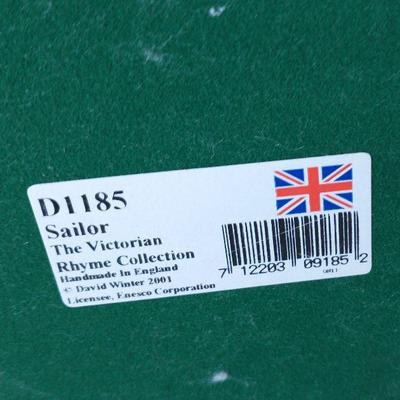 D1185
Sailor
The Victorian
Rhyme Collection
Handmade In England
© David Winter 2001
Licensee, Enesco Corporation
7 12203 09185 2